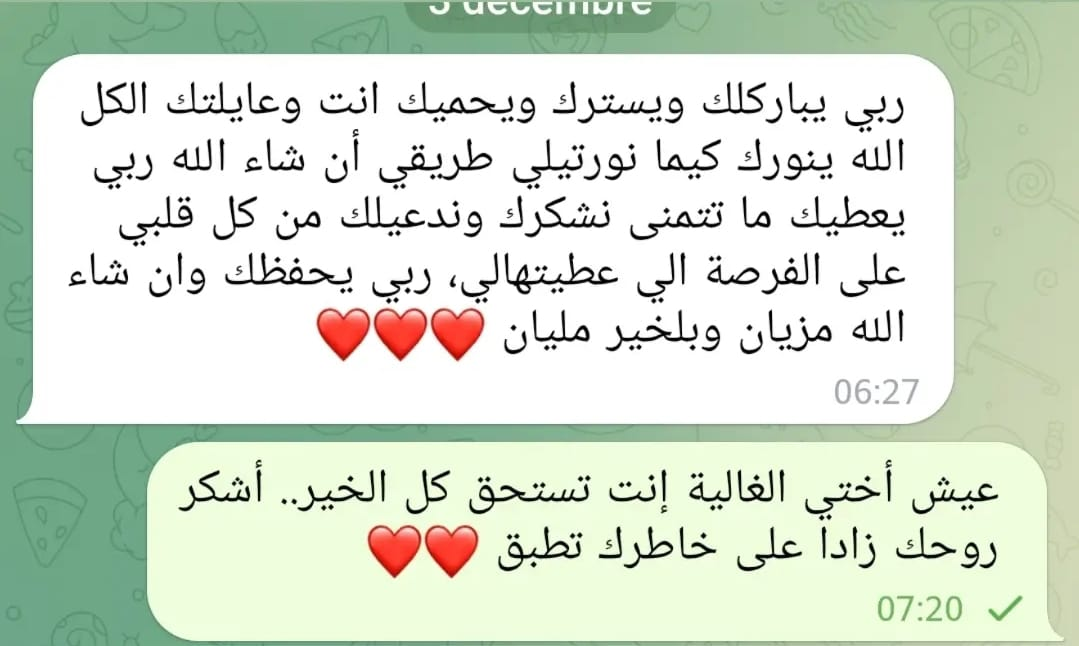 3 decembre
ربي يباركلك ويسترك ويحميك انت وعايلتك الكل
الله ينورك كيما نورتيلي طريقي أن شاء الله ربي
يعطيك ما تتمنى نشكرك وندعيلك من كل قلبي
على الفرصة الي عطيتهالي، ربي يحفظك وان شاء
الله مزيان وبلخير مليان ❤️❤️❤️
06:27
عيش أختي الغالية إنت تستحق كل الخير.. أشكر
روحك زادا على خاطرك تطبق ❤️❤️
07:20